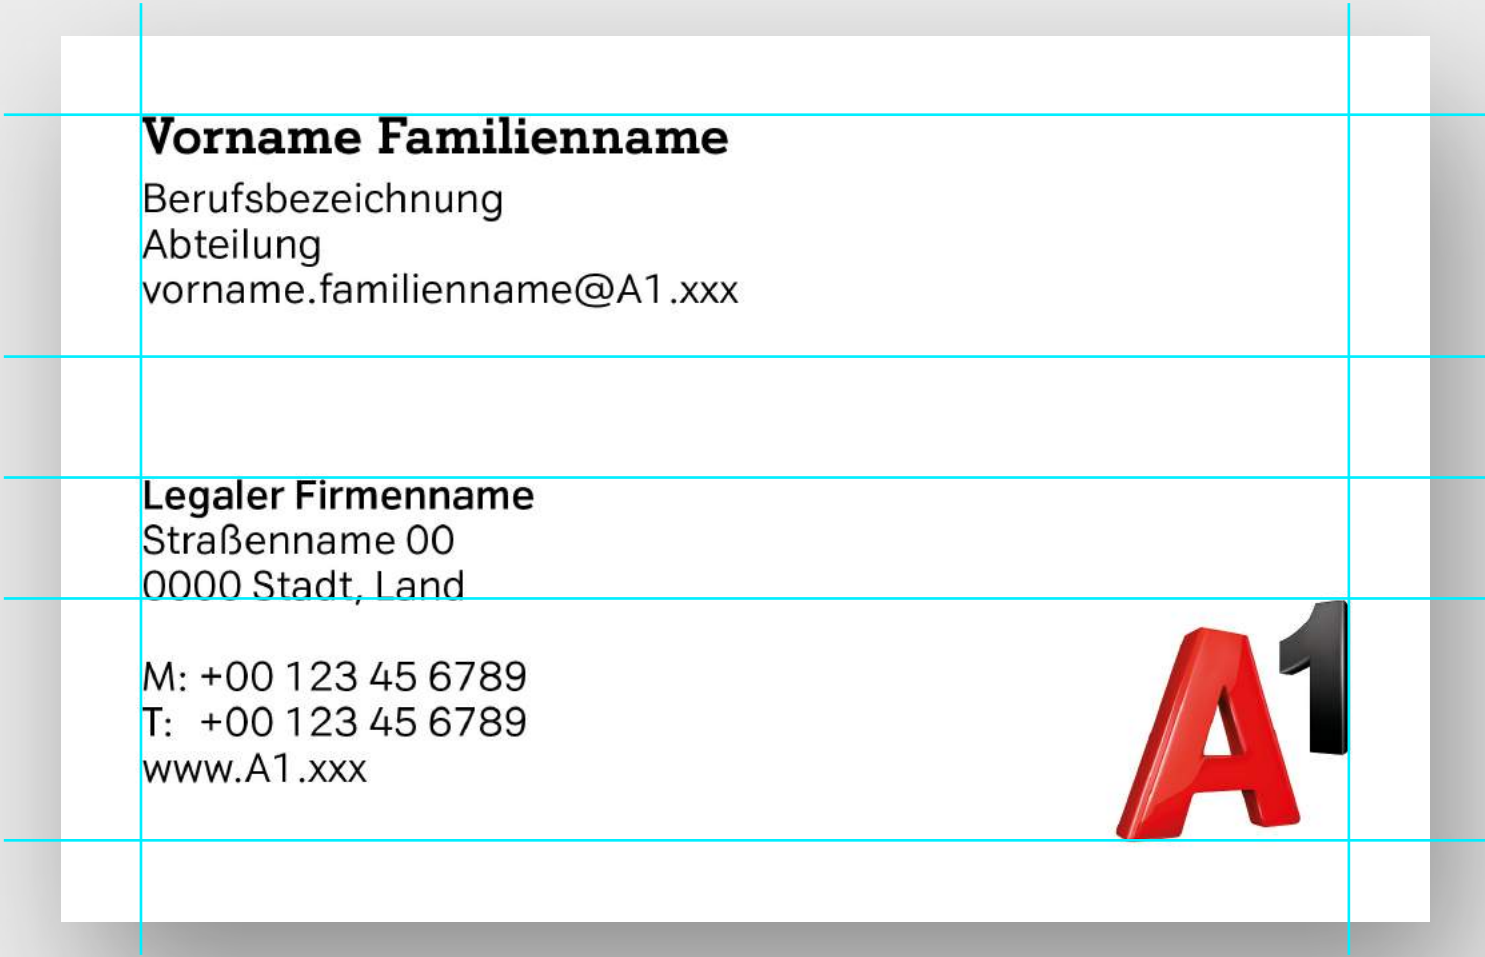 Vorname Familienname
Berufsbezeichnung
Abteilung
vorname.familienname@A1.xxx
Legaler Firmenname
Straßenname 00
0000 Stadt, Land
M: +00 123 45 6789
T: +00 123 45 6789
www.A1.xxx
A1